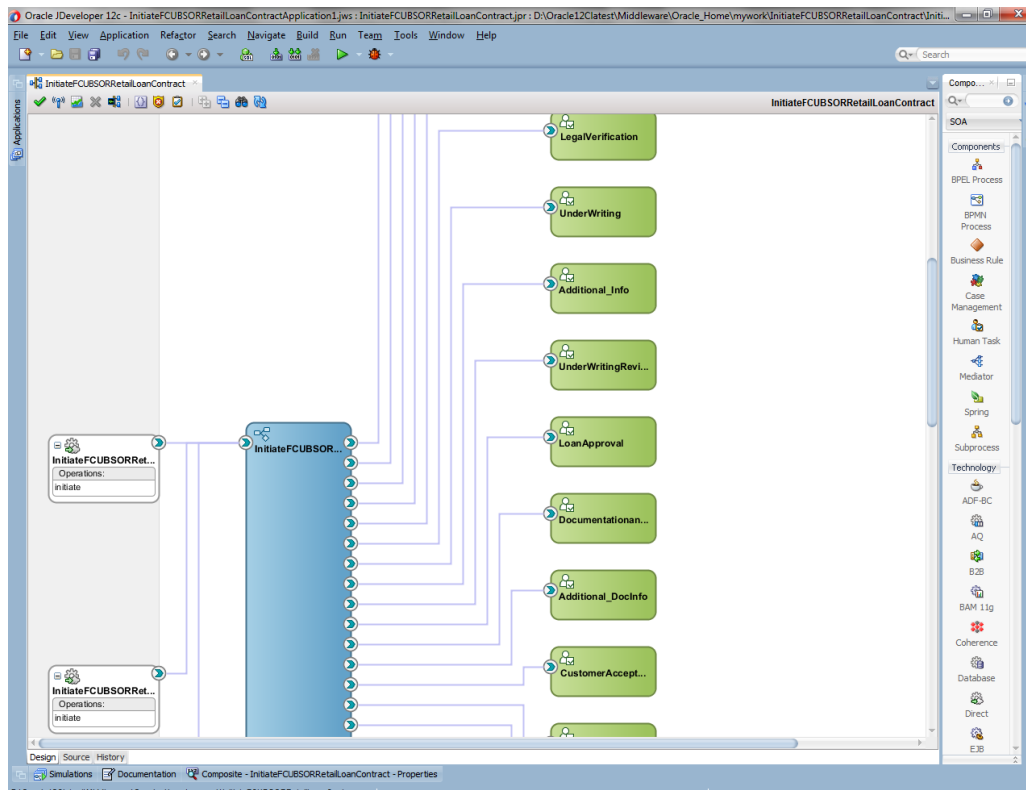 Oracle JDeveloper 12c - InitiateFCUBSORRetailLoanContractApplication1.jws : InitiateFCUBSORRetailLoanContract.jpr : D:\Oracle12Clatest\Middleware\Oracle_Home\mywork\InitiateFCUBSORRetailLoanContract\Initi...
File Edit View Application Refactor Search Navigate Build Run Team Tools Window Help
Search
InitiateFCUBSORRetailLoanContract
Compo...
InitiateFCUBSORRetailLoanContract
Applications
SOA
Components
BPEL Process
BPMN
Process
Business Rule
Case
Management
Human Task
Mediator
Spring
Subprocess
Technology
ADF-BC
AQ
B2B
BAM 11g
Coherence
Database
Direct
EJB
LegalVerification
UnderWriting
Additional_Info
UnderWritingRevi...
LoanApproval
Documentationan...
Additional_DocInfo
CustomerAccept...
InitiateFCUBSOR...
InitiateFCUBSORRet...
Operations:
initiate
InitiateFCUBSORRet...
Operations:
initiate
Design Source History
Simulations Documentation Composite - InitiateFCUBSORRetailLoanContract - Properties